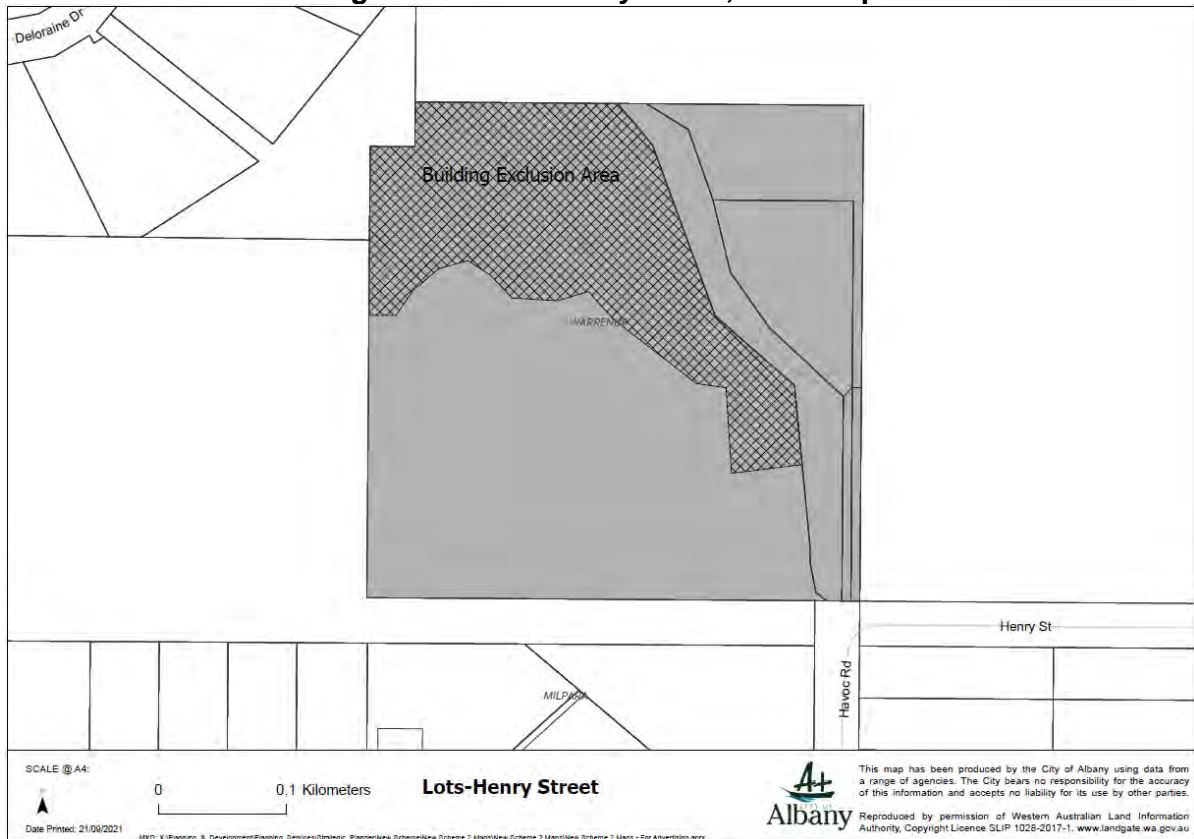 Deloraine Dr
Building Exclusion Area
WARRENUP
MILPARA
Henry St
Havoc Rd
SCALE @ A4:
0 0.1 Kilometers
Date Printed: 21/09/2021
Lots-Henry Street
CITY OF
Albany
This map has been produced by the City of Albany using data from
a range of agencies. The City bears no responsibility for the accuracy
of this information and accepts no liability for its use by other parties.
Reproduced by permission of Western Australian Land Information
Authority, Copyright Licence SLIP 1028-2017-1. www.landgate.wa.gov.au